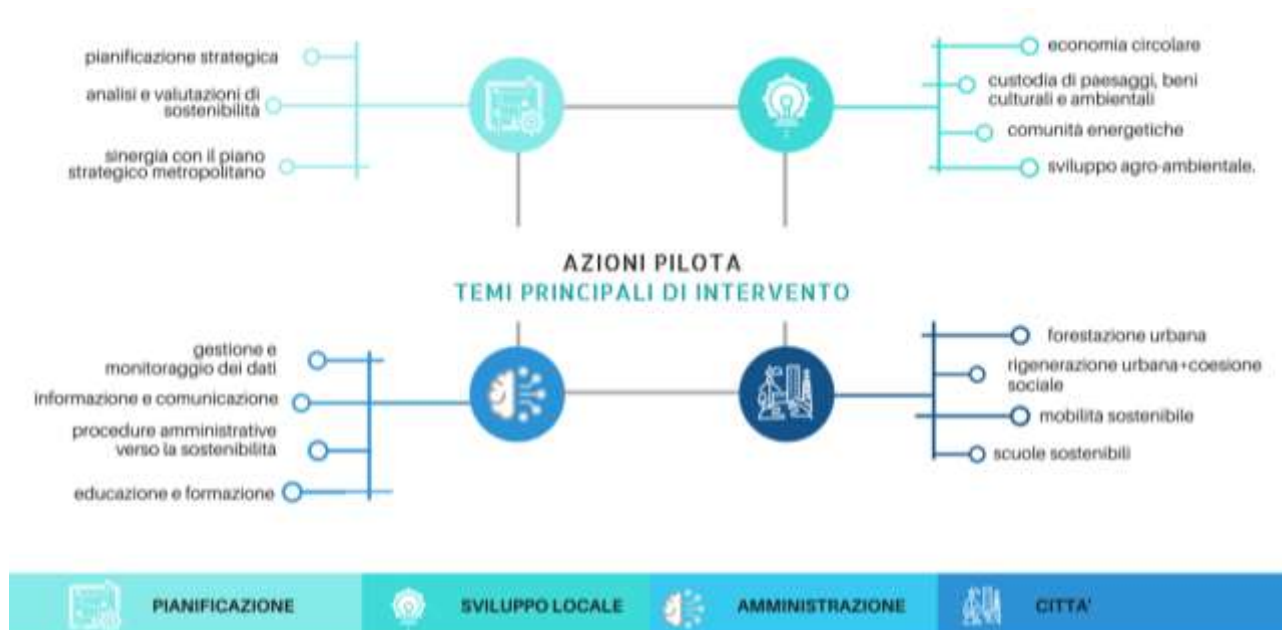 pianificazione strategica
analisi e valutazioni di
sostenibilità
sinergia con il piano
strategico metropolitano
economia circolare
custodia di paesaggi, beni
culturali e ambientali
comunità energetiche
sviluppo agro-ambientale.
AZIONI PILOTA
TEMI PRINCIPALI DI INTERVENTO
gestione e
monitoraggio dei dati
informazione e comunicazione
procedure amministrative
verso la sostenibilità
educazione e formazione
forestazione urbana
rigenerazione urbana+coesione
sociale
mobilità sostenibile
scuole sostenibili
PIANIFICAZIONE
SVILUPPO LOCALE
AMMINISTRAZIONE
CITTA'